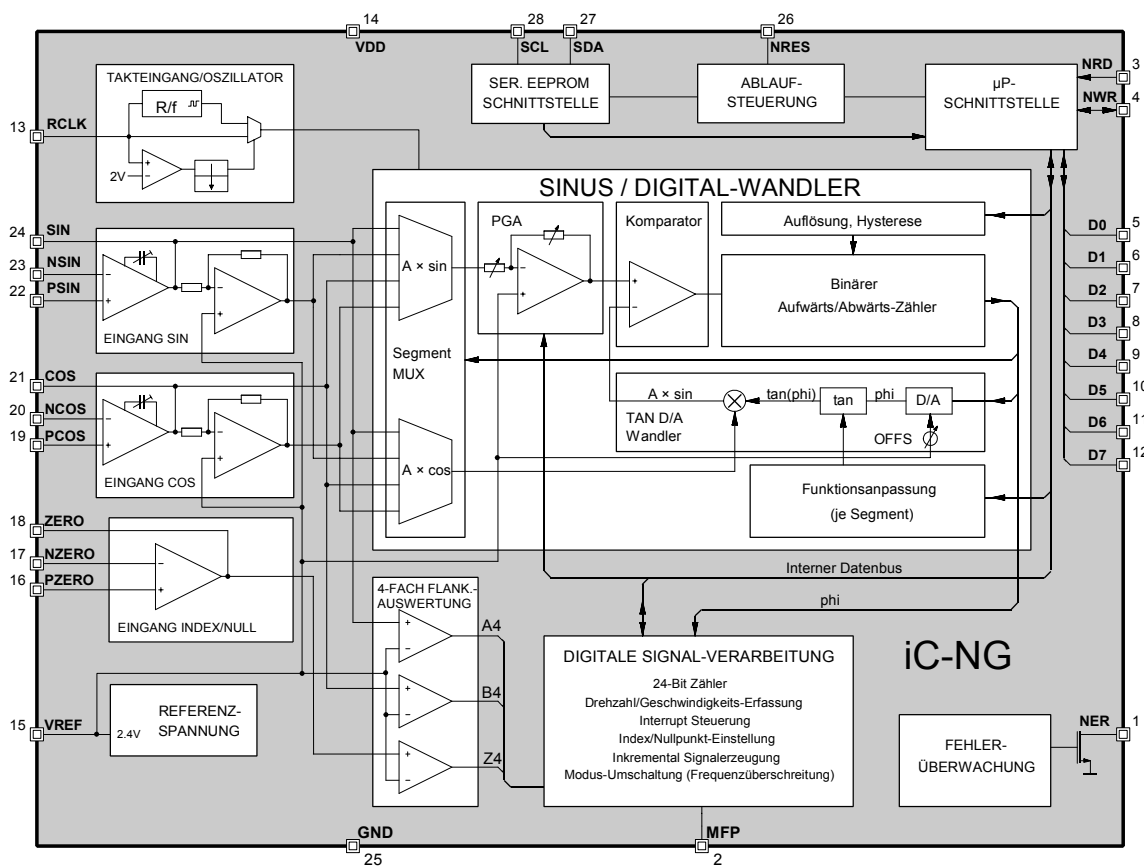 14
28
27
26
VDD
SCL
SDA
NRES
TAKTEINGANG/OSZILLATOR
R/f
2V
13
RCLK
SER. EEPROM
SCHNITTSTELLE
ABLAUF-
STEUERUNG
µP-
SCHNITTSTELLE
NRD
3
NWR
4
SINUS / DIGITAL-WANDLER
24
SIN
23
NSIN
22
PSIN
EINGANG SIN
21
COS
20
NCOS
19
PCOS
EINGANG COS
18
ZERO
17
NZERO
16
PZERO
EINGANG INDEX/NULL
15
VREF
2.4V
REFERENZ-
SPANNUNG
A × sin
Segment
MUX
A × cos
PGA
Komparator
Auflösung, Hysterese
Binärer
Aufwärts/Abwärts-Zähler
A × sin
tan(phi)
tan
phi
D/A
TAN D/A
Wandler
OFFS
Funktionsanpassung
(je Segment)
D0
5
D1
6
D2
7
D3
8
D4
9
D5
10
D6
11
D7
12
Interner Datenbus
phi
4-FACH FLANK.-
AUSWERTUNG
A4
B4
Z4
DIGITALE SIGNAL-VERARBEITUNG
24-Bit Zähler
Drehzahl/Geschwindigkeits-Erfassung
Interrupt Steuerung
Index/Nullpunkt-Einstellung
Inkremental Signalerzeugung
Modus-Umschaltung (Frequenzüberschreitung)
iC-NG
FEHLER-
ÜBERWACHUNG
NER
1
GND
25
MFP
2